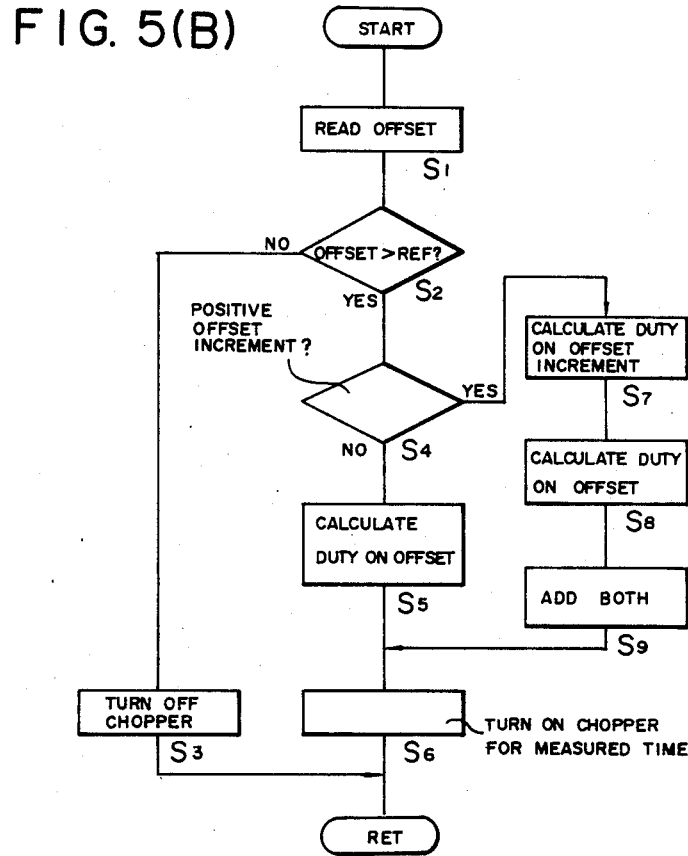 FIG. 5(B)
START
READ OFFSET
S1
OFFSET > REF?
NO
S2
YES
POSITIVE
OFFSET
INCREMENT?
YES
S4
NO
CALCULATE DUTY
ON OFFSET
INCREMENT
S7
CALCULATE DUTY
ON OFFSET
S8
ADD BOTH
S9
CALCULATE
DUTY ON OFFSET
S5
TURN OFF
CHOPPER
S3
S6
TURN ON CHOPPER
FOR MEASURED TIME
RET